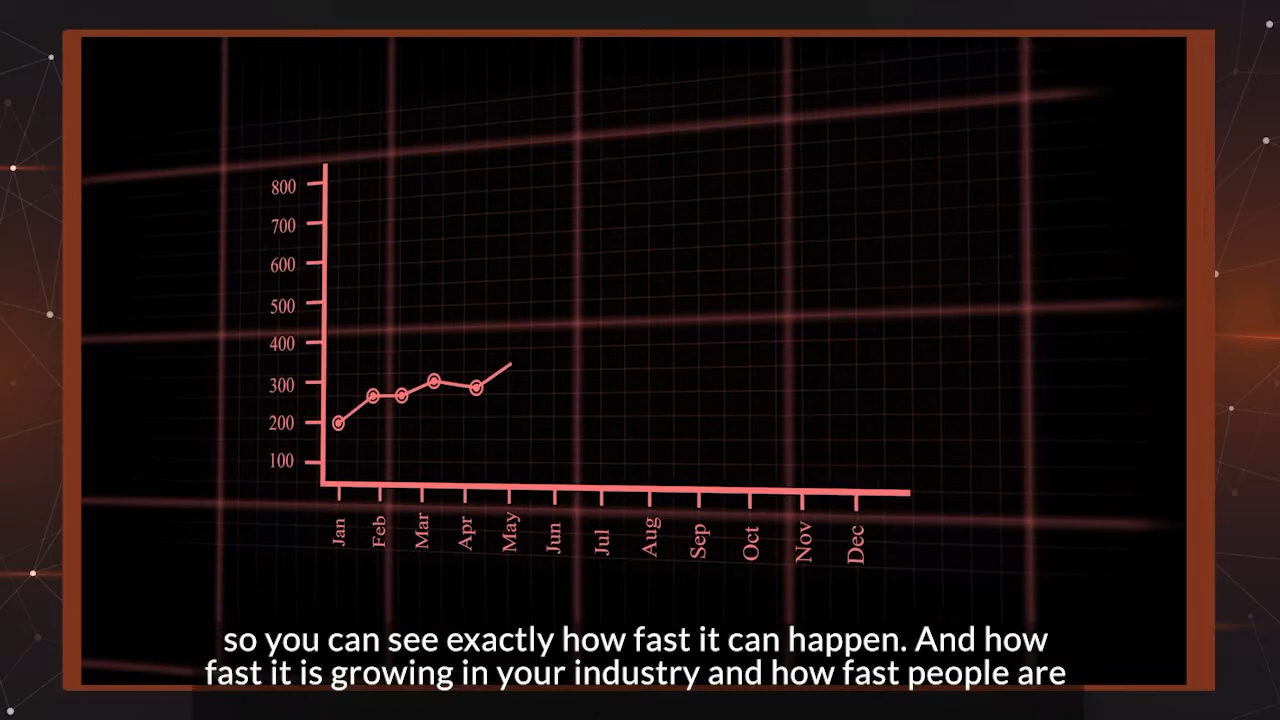 800
700
600
500
400
300
200
100
Jan
Feb
Mar
Apr
May
Jun
Jul
Aug
Sep
Oct
Nov
Dec
so you can see exactly how fast it can happen. And how
fast it is growing in your industry and how fast people are